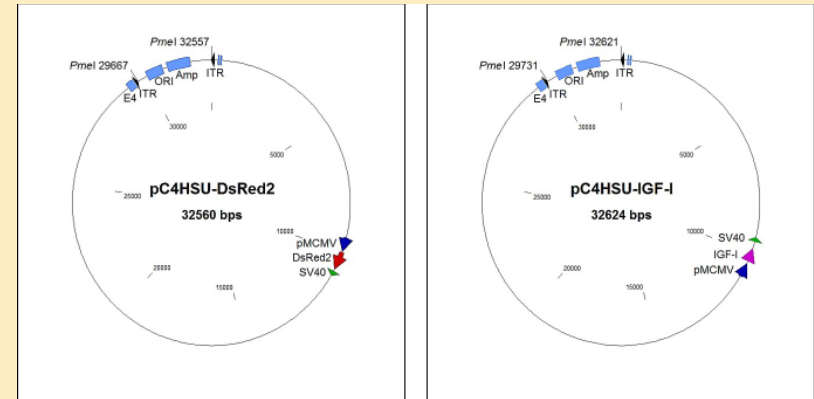 PmeI 32557
PmeI 29667
ORI
Amp
ITR
E4
ITR
30000
5000
25000
pC4HSU-DsRed2
32560 bps
10000
pMCMV
DsRed2
SV40
20000
15000
PmeI 32621
PmeI 29731
ORI
Amp
ITR
E4
ITR
30000
5000
25000
pC4HSU-IGF-I
32624 bps
10000
SV40
IGF-I
pMCMV
20000
15000